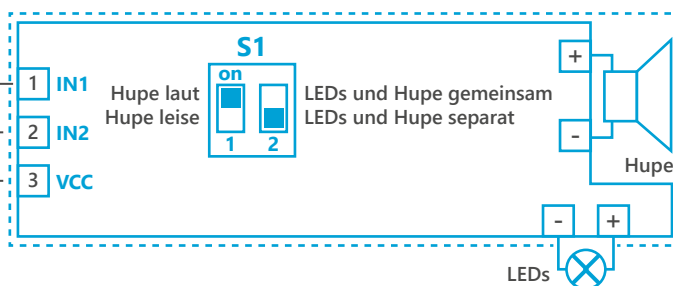 S1
on
1 IN1
Hupe laut
LEDs und Hupe gemeinsam
Hupe leise
LEDs und Hupe separat
2 IN2
1 2
3 VCC
+
-
Hupe
- +
LEDs